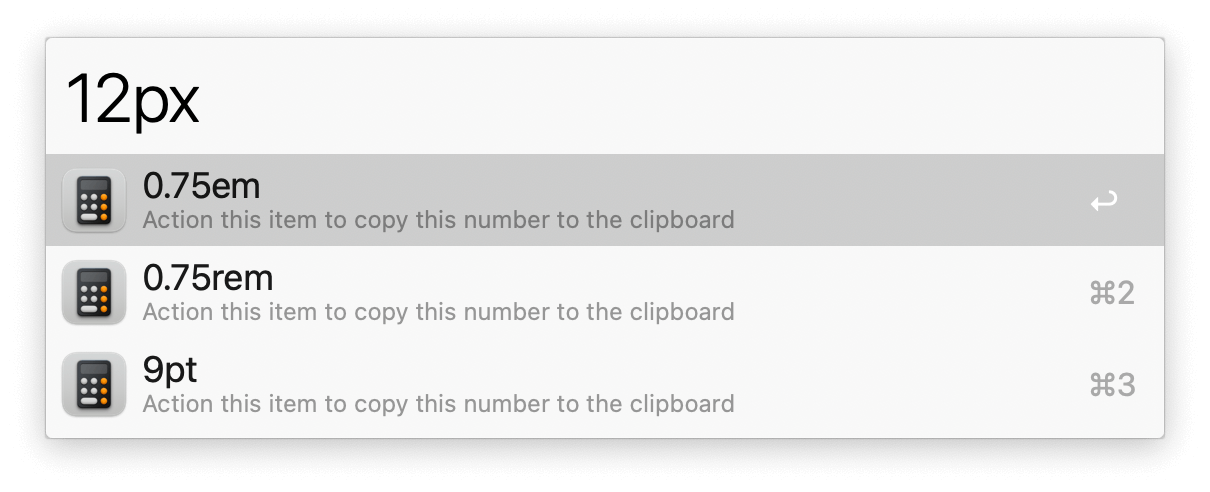 12px
0.75em
Action this item to copy this number to the clipboard
↩
0.75rem
Action this item to copy this number to the clipboard
⌘2
9pt
Action this item to copy this number to the clipboard
⌘3